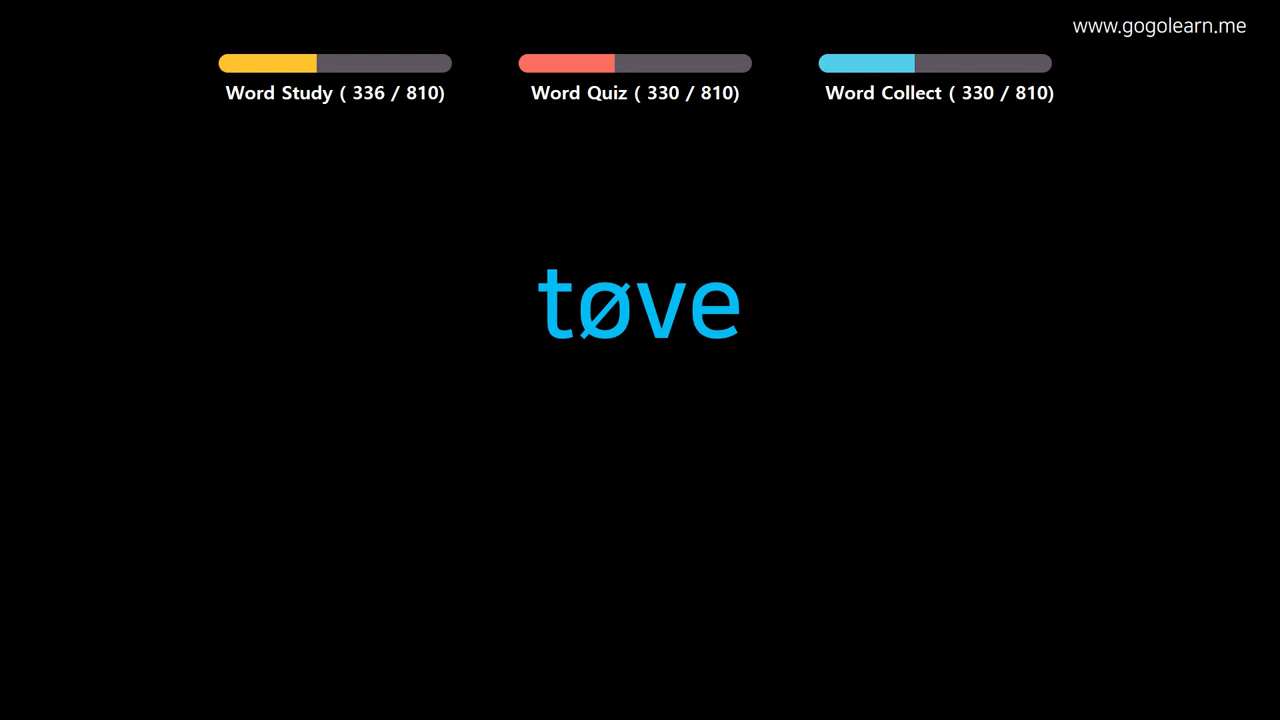 www.gogolearn.me
Word Study ( 336 / 810)
Word Quiz ( 330 / 810)
Word Collect ( 330 / 810)
tøve